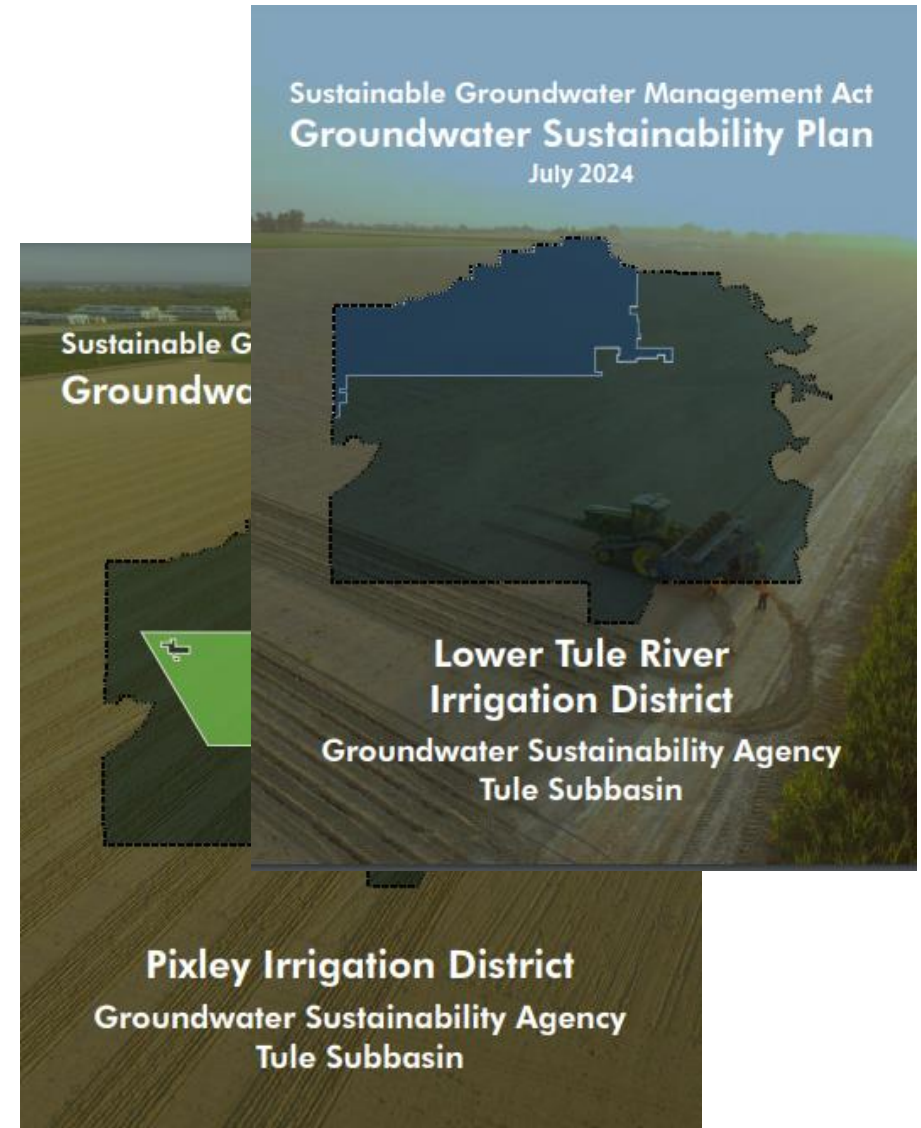 Sustainable Groundwater Management Act
Groundwater Sustainability Plan
July 2024
Lower Tule River
Irrigation District
Groundwater Sustainability Agency
Tule Subbasin
Sustainable G
Groundwa
Pixley Irrigation District
Groundwater Sustainability Agency
Tule Subbasin